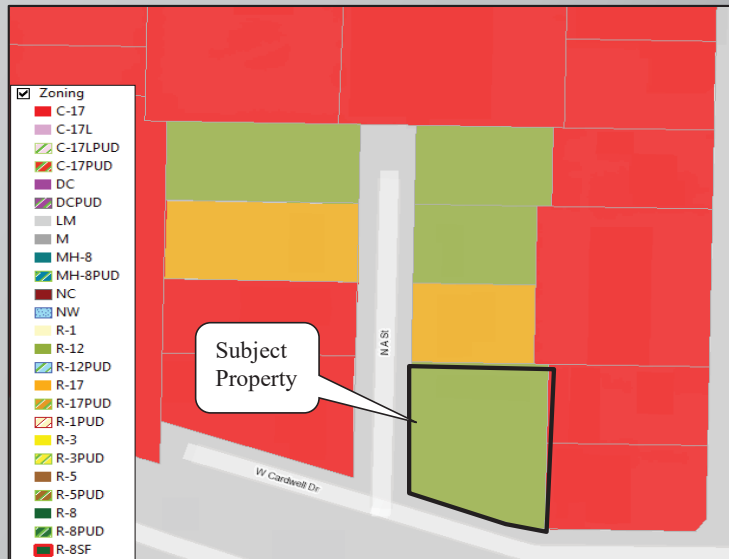 Zoning
C-17
C-17L
C-17LPUD
C-17PUD
DC
DCPUD
LM
M
MH-8
MH-8PUD
NC
NW
R-1
R-12
R-12PUD
R-17
R-17PUD
R-1PUD
R-3
R-3PUD
R-5
R-5PUD
R-8
R-8PUD
R-8SF
Subject
Property
N A St
W Cardwell Dr